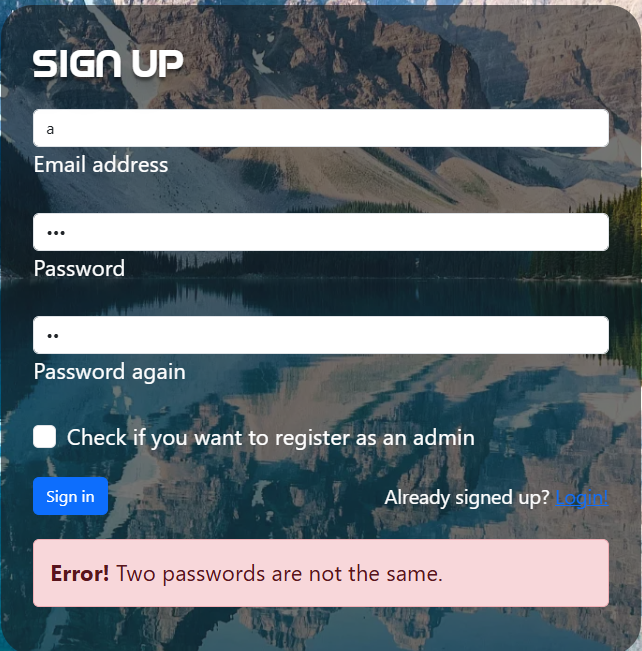 SIGN UP
a
Email address
•••
Password
••
Password again
Check if you want to register as an admin
Sign in
Already signed up? Login!
Error! Two passwords are not the same.